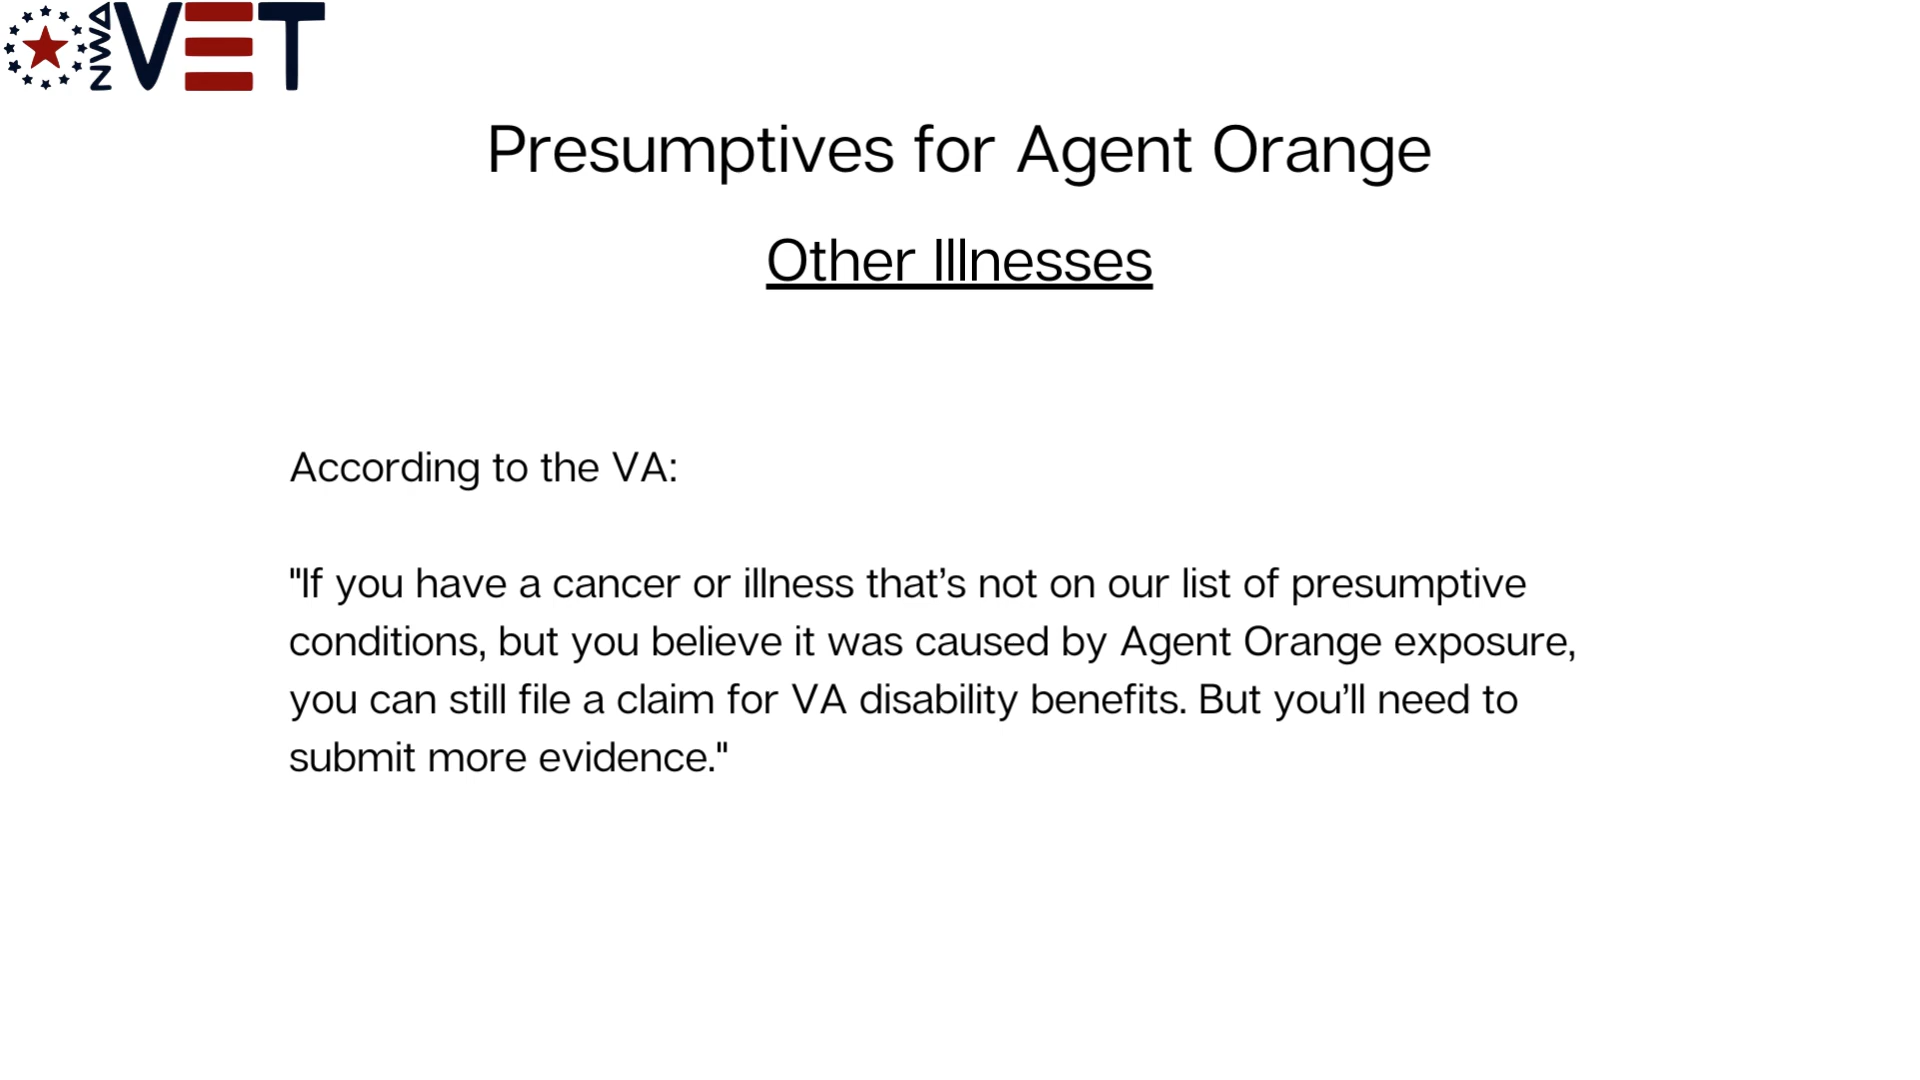 NWA VET
Presumptives for Agent Orange
Other Illnesses
According to the VA:
"If you have a cancer or illness that’s not on our list of presumptive
conditions, but you believe it was caused by Agent Orange exposure,
you can still file a claim for VA disability benefits. But you’ll need to
submit more evidence."